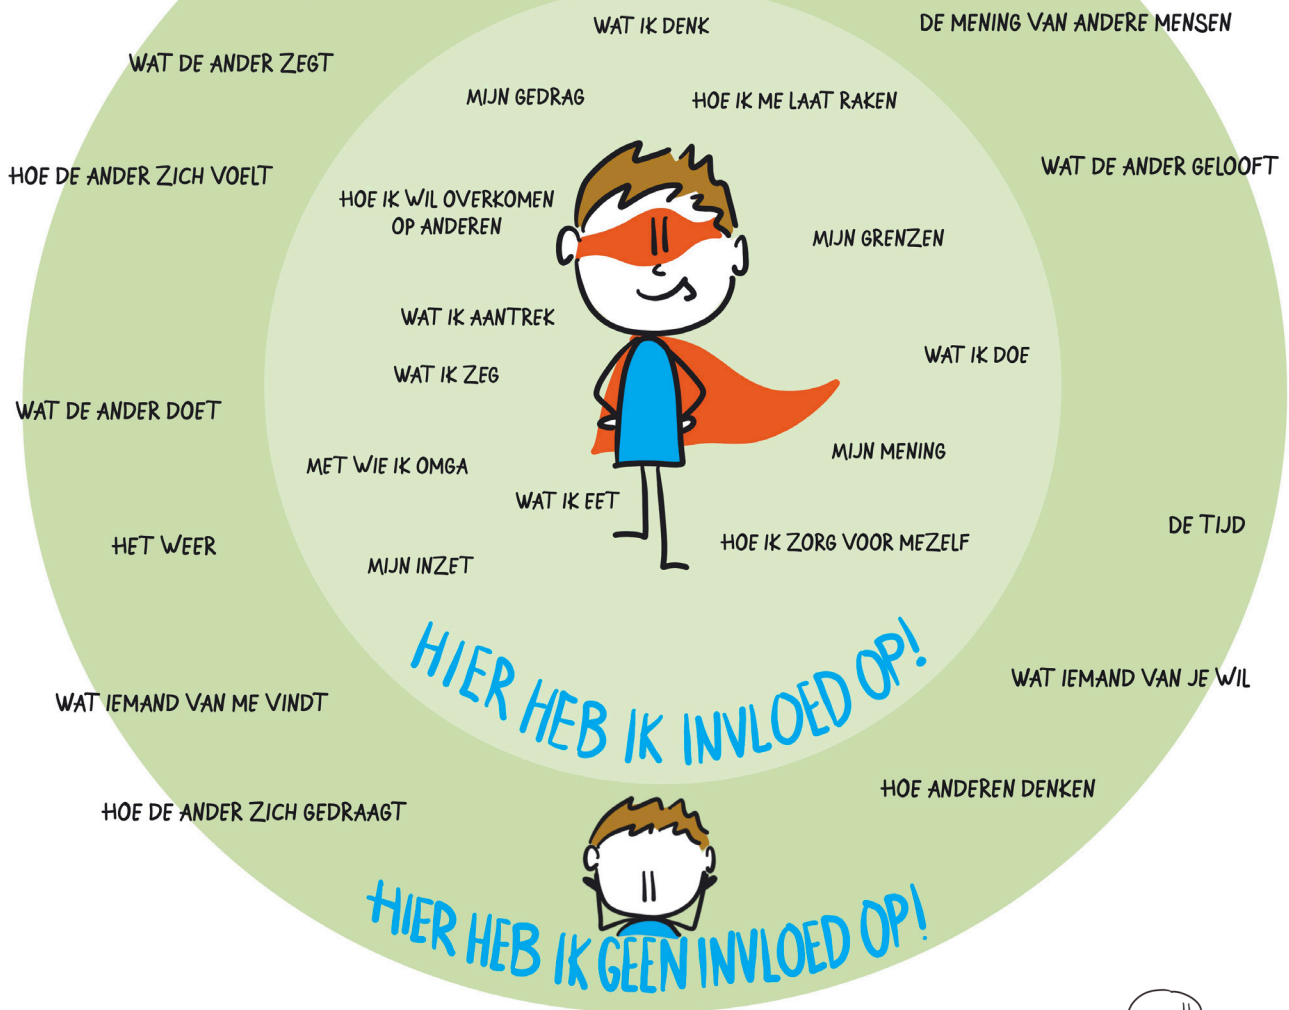 WAT IK DENK
DE MENING VAN ANDERE MENSEN
WAT DE ANDER ZEGT
MIJN GEDRAG
HOE IK ME LAAT RAKEN
HOE DE ANDER ZICH VOELT
WAT DE ANDER GELOOFT
HOE IK WIL OVERKOMEN
OP ANDEREN
MIJN GRENZEN
WAT IK AANTREK
WAT IK DOE
WAT IK ZEG
WAT DE ANDER DOET
MIJN MENING
MET WIE IK OMGA
WAT IK EET
DE TIJD
HET WEER
HOE IK ZORG VOOR MEZELF
MIJN INZET
HIER HEB IK INVLOED OP!
WAT IEMAND VAN JE WIL
WAT IEMAND VAN ME VINDT
HOE ANDEREN DENKEN
HOE DE ANDER ZICH GEDRAAGT
HIER HEB IK GEEN INVLOED OP!